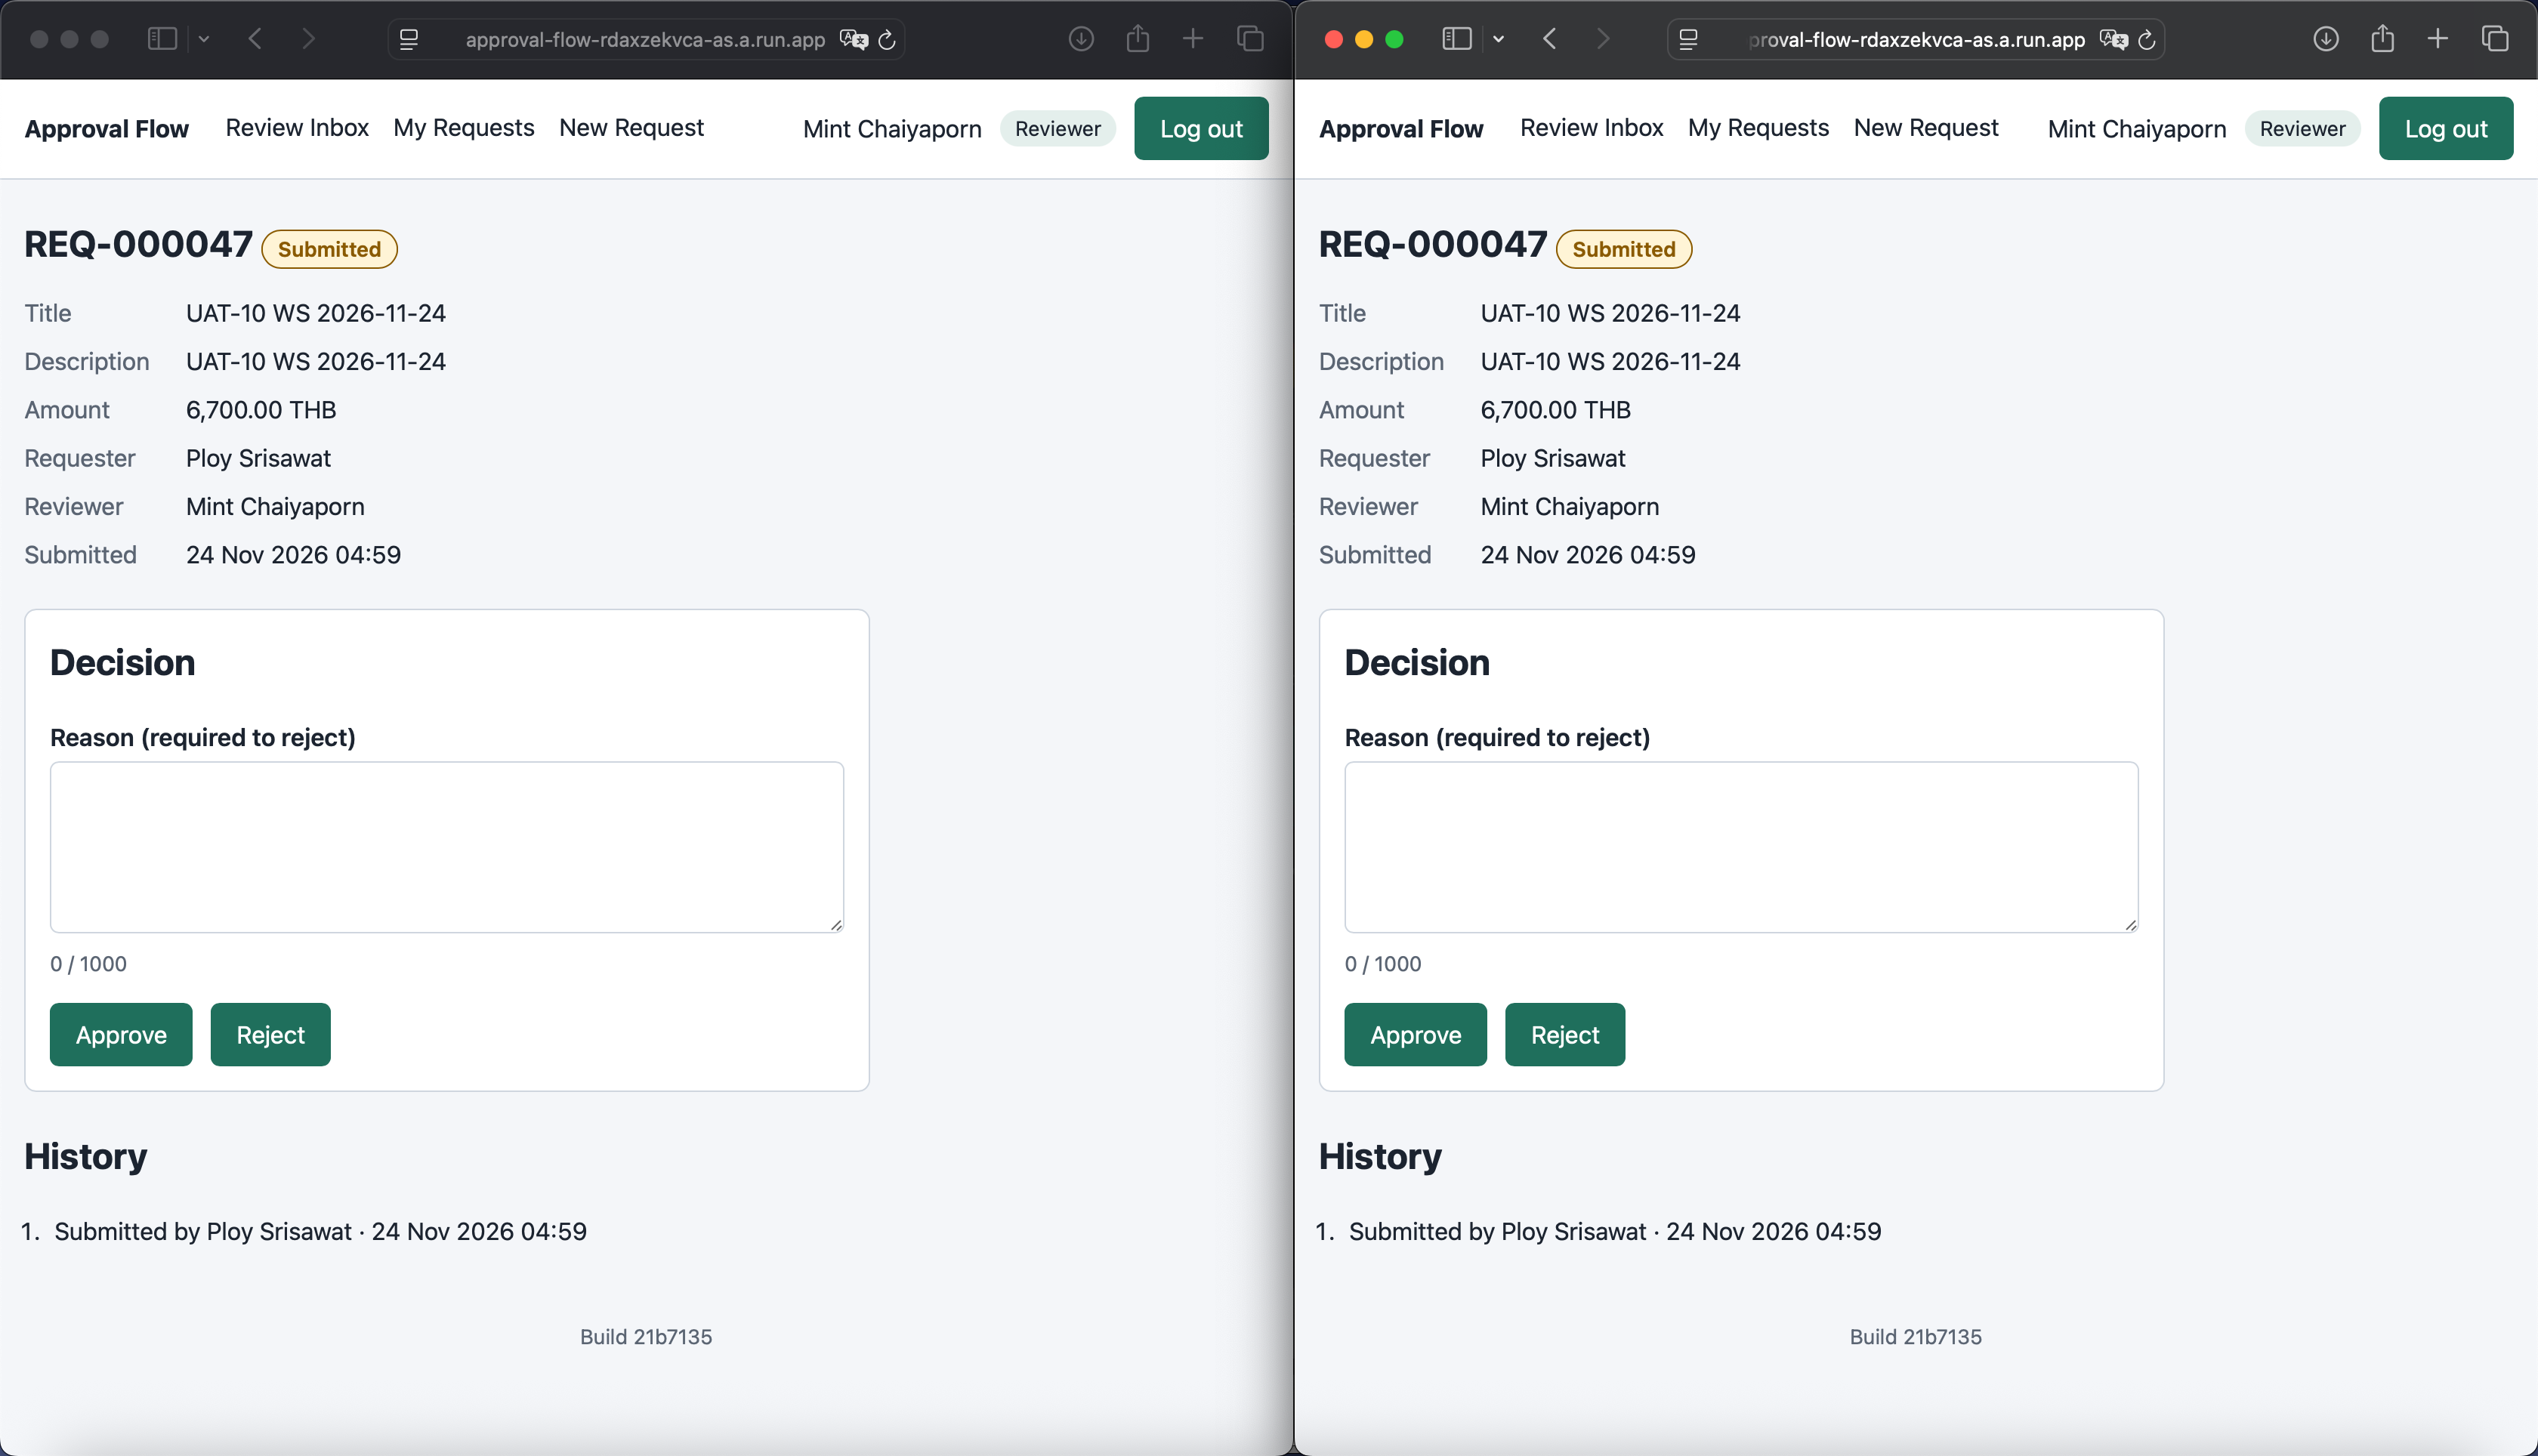 approval-flow-rdaxzekvca-as.a.run.app
Approval Flow Review Inbox My Requests New Request Mint Chaiyaporn Reviewer Log out
REQ-000047 Submitted
Title UAT-10 WS 2026-11-24
Description UAT-10 WS 2026-11-24
Amount 6,700.00 THB
Requester Ploy Srisawat
Reviewer Mint Chaiyaporn
Submitted 24 Nov 2026 04:59
Decision
Reason (required to reject)
0 / 1000
Approve Reject
History
1. Submitted by Ploy Srisawat · 24 Nov 2026 04:59
Build 21b7135
proval-flow-rdaxzekvca-as.a.run.app
Approval Flow Review Inbox My Requests New Request Mint Chaiyaporn Reviewer Log out
REQ-000047 Submitted
Title UAT-10 WS 2026-11-24
Description UAT-10 WS 2026-11-24
Amount 6,700.00 THB
Requester Ploy Srisawat
Reviewer Mint Chaiyaporn
Submitted 24 Nov 2026 04:59
Decision
Reason (required to reject)
0 / 1000
Approve Reject
History
1. Submitted by Ploy Srisawat · 24 Nov 2026 04:59
Build 21b7135